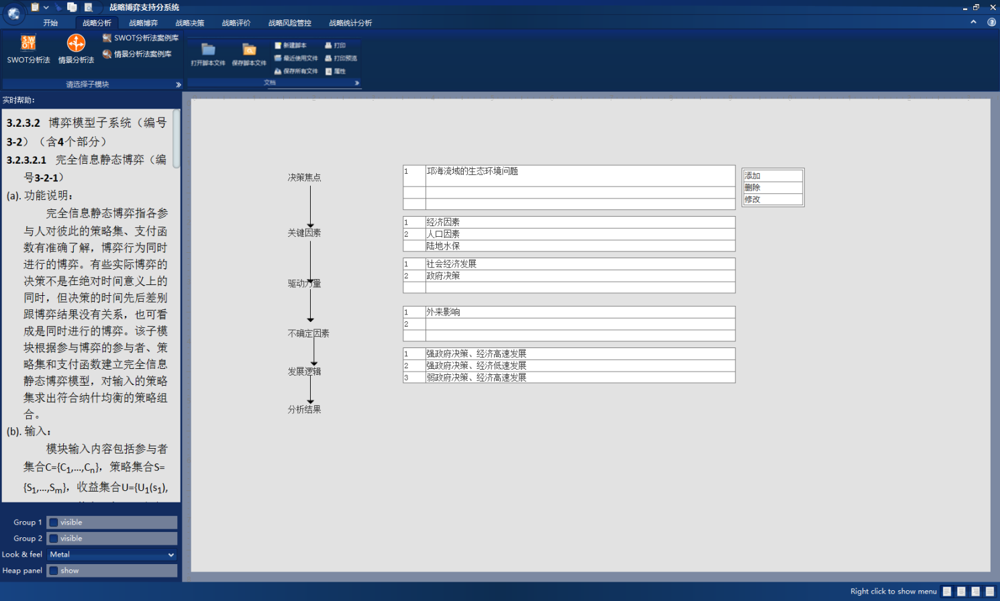 战略博弈支持分系统
开始 战略分析 战略博弈 战略决策 战略评价 战略风险管控 战略统计分析
SWOT
SWOT分析法 情景分析法
SWOT分析法案例库
情景分析法案例库
请选择子模块
打开脚本文件 保存脚本文件
新建脚本 打印
最近使用文件 打印预览
保存所有文件 属性
文档
实时帮助:
3.2.3.2 博弈模型子系统（编号
3-2）（含4个部分）
3.2.3.2.1 完全信息静态博弈（编
号3-2-1）
(a). 功能说明：
完全信息静态博弈指各参
与人对彼此的策略集、支付函
数有准确了解，博弈行为同时
进行的博弈。有些实际博弈的
决策不是在绝对时间意义上的
同时，但决策的时间先后差别
跟博弈结果没有关系，也可看
成是同时进行的博弈。该子模
块根据参与博弈的参与者、策
略集和支付函数建立完全信息
静态博弈模型，对输入的策略
集求出符合纳什均衡的策略组
合。
(b). 输入：
模块输入内容包括参与者
集合C={C1,...,Cn}，策略集合S=
{S1,...,Sm}，收益集合U={U1(s1),
Group 1 visible
Group 2 visible
Look & feel Metal
Heap panel show
决策焦点
关键因素
驱动力量
不确定因素
发展逻辑
分析结果
1 邛海流域的生态环境问题
1 经济因素
2 人口因素
陆地水保
1 社会经济发展
2 政府决策
1 外来影响
2
1 强政府决策、经济高速发展
2 强政府决策、经济低速发展
3 弱政府决策、经济高速发展
添加
删除
修改
Right click to show menu